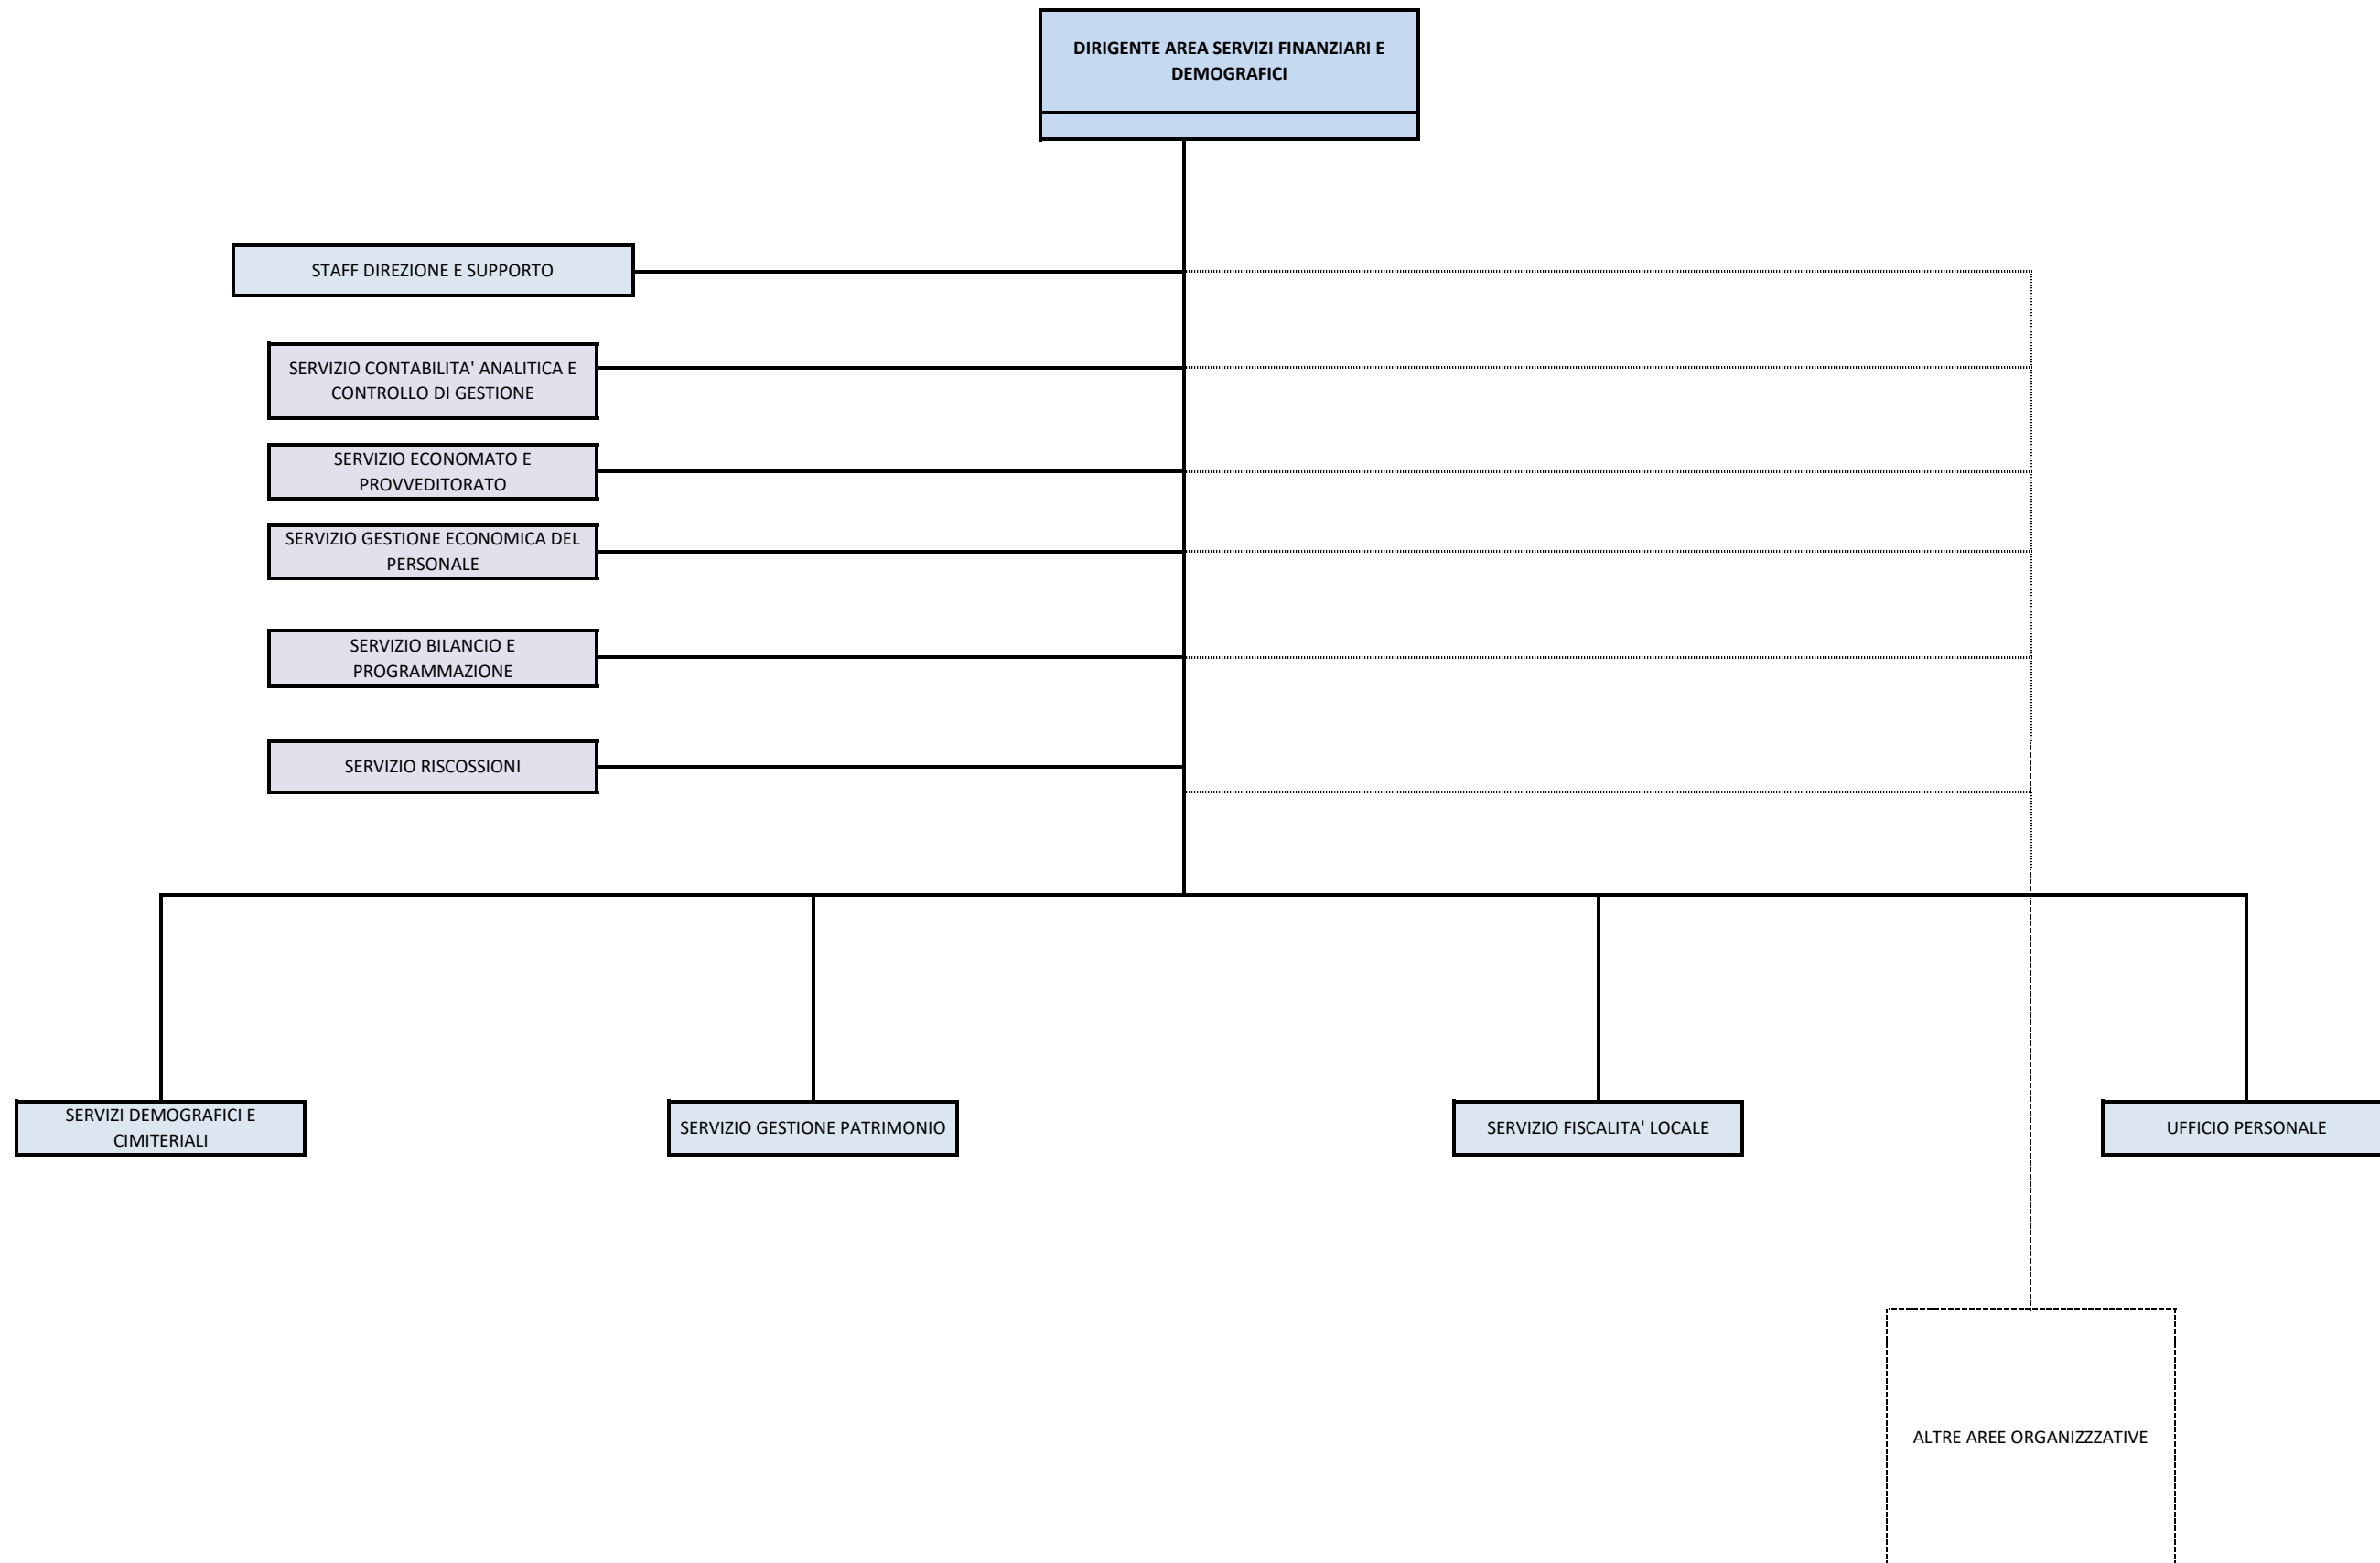 DIRIGENTE AREA SERVIZI FINANZIARI E
DEMOGRAFICI
STAFF DIREZIONE E SUPPORTO
SERVIZIO CONTABILITA' ANALITICA E
CONTROLLO DI GESTIONE
SERVIZIO ECONOMATO E
PROVVEDITORATO
SERVIZIO GESTIONE ECONOMICA DEL
PERSONALE
SERVIZIO BILANCIO E
PROGRAMMAZIONE
SERVIZIO RISCOSSIONI
SERVIZI DEMOGRAFICI E
CIMITERIALI
SERVIZIO GESTIONE PATRIMONIO
SERVIZIO FISCALITA' LOCALE
UFFICIO PERSONALE
ALTRE AREE ORGANIZZZATIVE